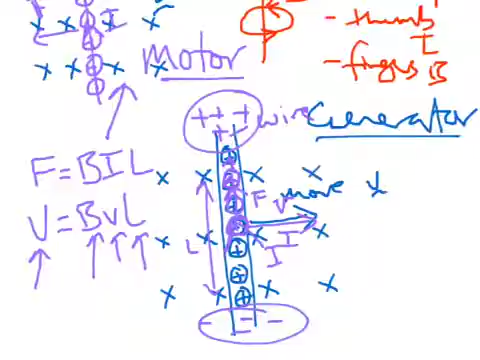 I
- thumb I
- fingers B
Motor
+ + +
+ +
wire
Generator
F = BIL
V = BvL
F v
move
L
I
I
- - -